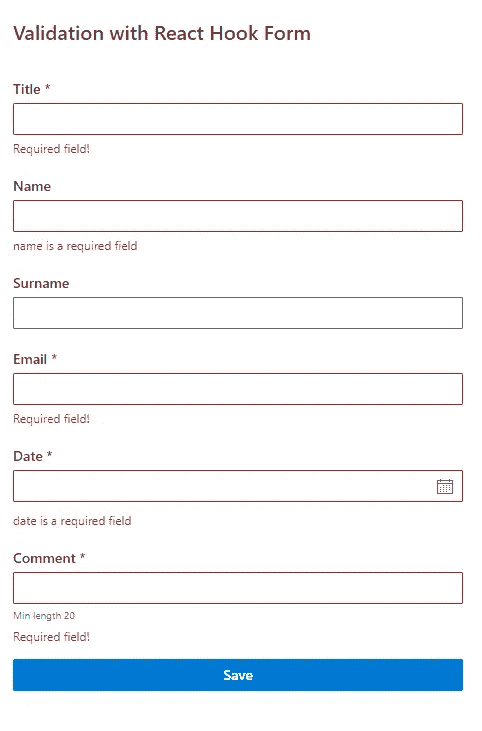 Validation with React Hook Form
Title *
Required field!
Name
name is a required field
Surname
Email *
Required field!
Date *
date is a required field
Comment *
Min length 20
Required field!
Save